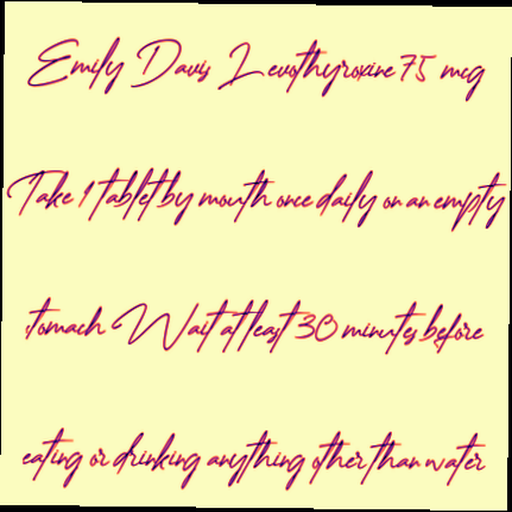 Emily Davis Levothyroxine 75 mcg
Take 1 tablet by mouth once daily on an empty
stomach Wait at least 30 minutes before
eating or drinking anything other than water